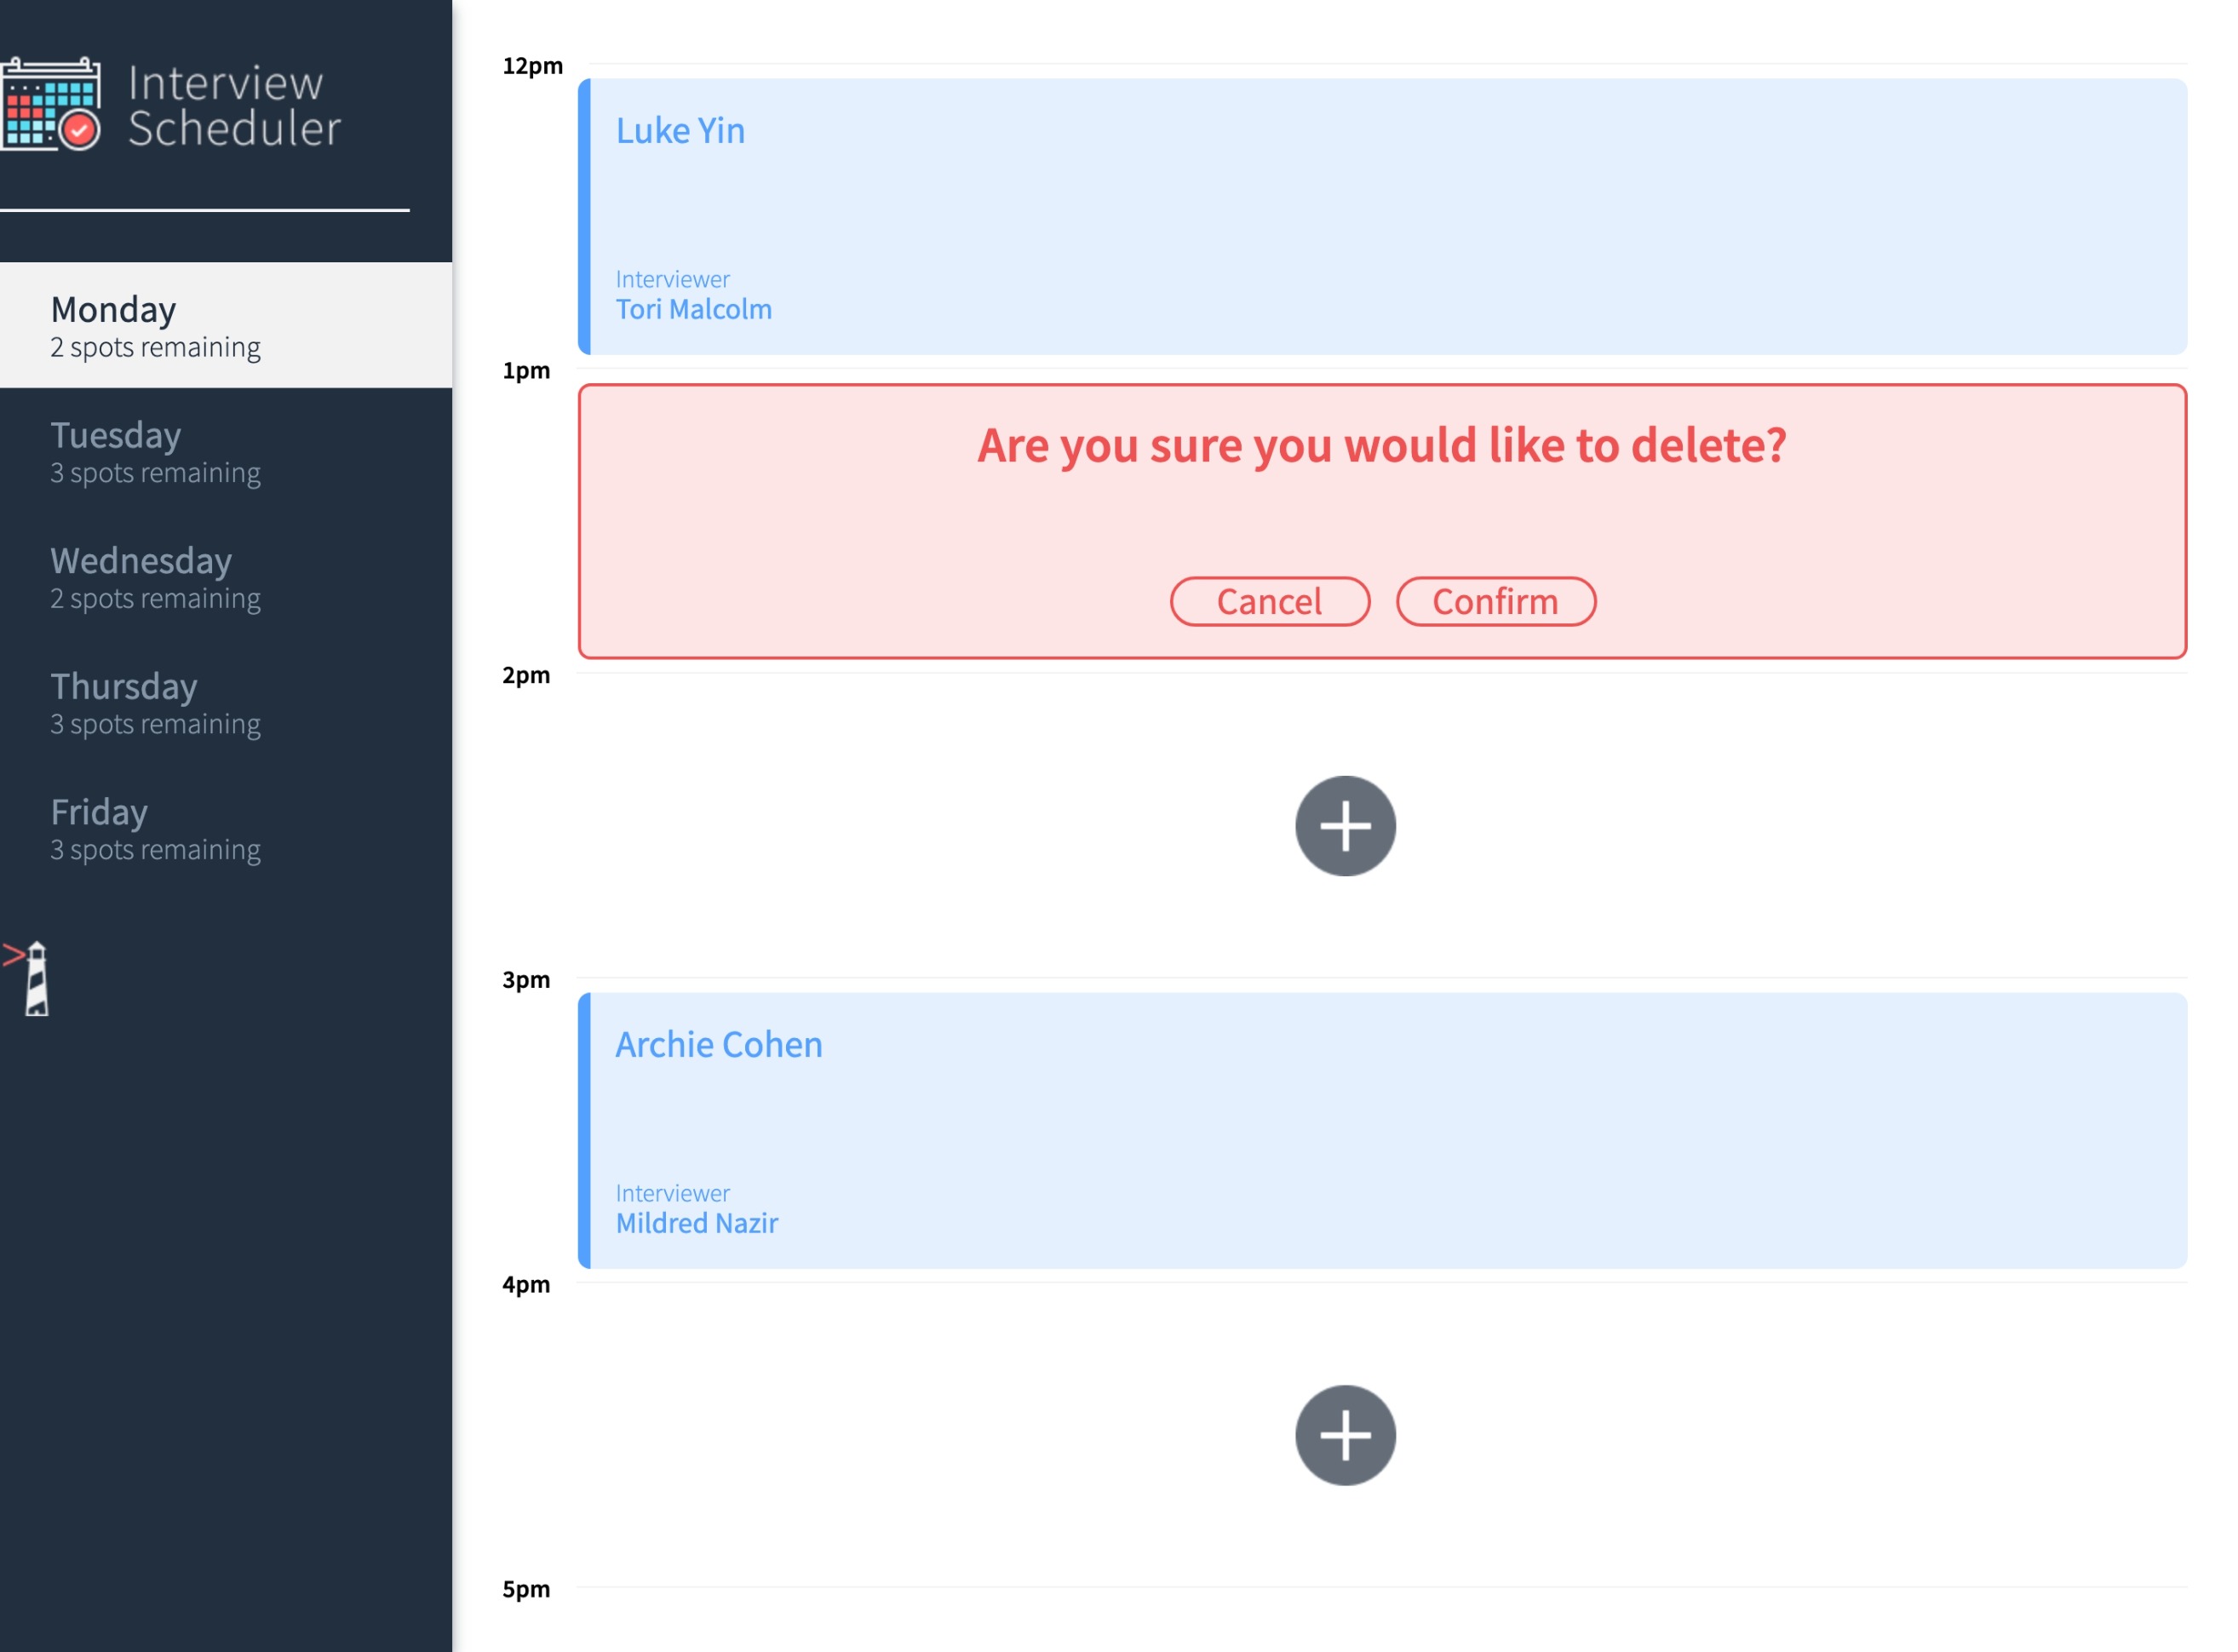 Interview
Scheduler
Monday
2 spots remaining
Tuesday
3 spots remaining
Wednesday
2 spots remaining
Thursday
3 spots remaining
Friday
3 spots remaining
12pm
Luke Yin
Interviewer
Tori Malcolm
1pm
Are you sure you would like to delete?
Cancel
Confirm
2pm
3pm
Archie Cohen
Interviewer
Mildred Nazir
4pm
5pm